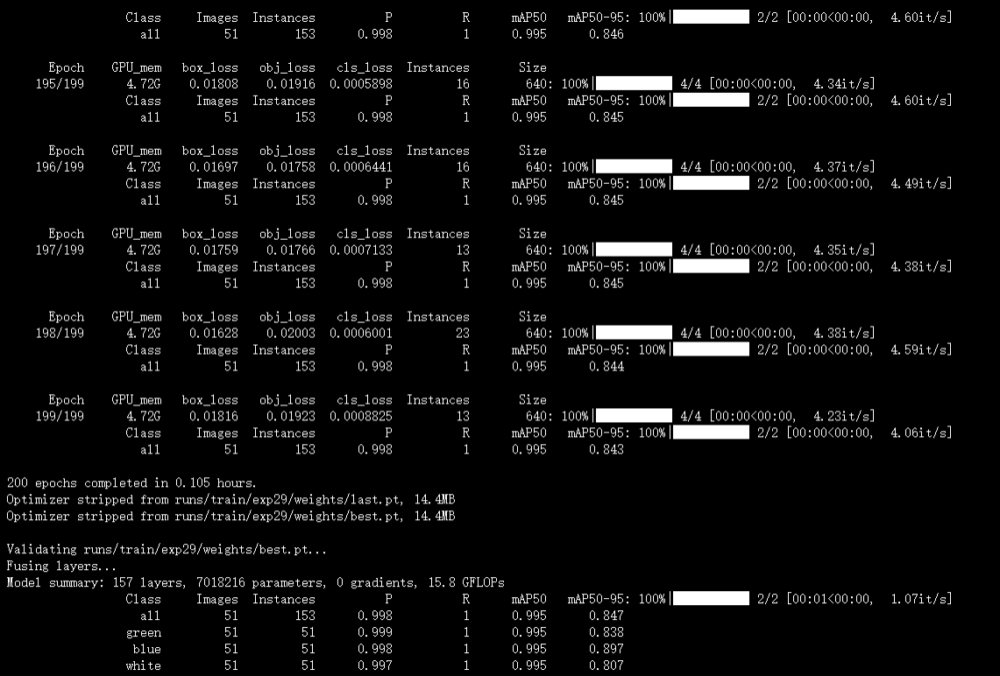 Class Images Instances P R mAP50 mAP50-95: 100%| 2/2 [00:00<00:00, 4.60it/s]
all 51 153 0.998 1 0.995 0.846
Epoch GPU_mem box_loss obj_loss cls_loss Instances Size
195/199 4.72G 0.01808 0.01916 0.0005898 16 640: 100%| 4/4 [00:00<00:00, 4.34it/s]
Class Images Instances P R mAP50 mAP50-95: 100%| 2/2 [00:00<00:00, 4.60it/s]
all 51 153 0.998 1 0.995 0.845
Epoch GPU_mem box_loss obj_loss cls_loss Instances Size
196/199 4.72G 0.01697 0.01758 0.0006441 16 640: 100%| 4/4 [00:00<00:00, 4.37it/s]
Class Images Instances P R mAP50 mAP50-95: 100%| 2/2 [00:00<00:00, 4.49it/s]
all 51 153 0.998 1 0.995 0.845
Epoch GPU_mem box_loss obj_loss cls_loss Instances Size
197/199 4.72G 0.01759 0.01766 0.0007133 13 640: 100%| 4/4 [00:00<00:00, 4.35it/s]
Class Images Instances P R mAP50 mAP50-95: 100%| 2/2 [00:00<00:00, 4.38it/s]
all 51 153 0.998 1 0.995 0.845
Epoch GPU_mem box_loss obj_loss cls_loss Instances Size
198/199 4.72G 0.01628 0.02003 0.0006001 23 640: 100%| 4/4 [00:00<00:00, 4.38it/s]
Class Images Instances P R mAP50 mAP50-95: 100%| 2/2 [00:00<00:00, 4.59it/s]
all 51 153 0.998 1 0.995 0.844
Epoch GPU_mem box_loss obj_loss cls_loss Instances Size
199/199 4.72G 0.01816 0.01923 0.0008825 13 640: 100%| 4/4 [00:00<00:00, 4.23it/s]
Class Images Instances P R mAP50 mAP50-95: 100%| 2/2 [00:00<00:00, 4.06it/s]
all 51 153 0.998 1 0.995 0.843
200 epochs completed in 0.105 hours.
Optimizer stripped from runs/train/exp29/weights/last.pt, 14.4MB
Optimizer stripped from runs/train/exp29/weights/best.pt, 14.4MB
Validating runs/train/exp29/weights/best.pt...
Fusing layers...
Model summary: 157 layers, 7018216 parameters, 0 gradients, 15.8 GFLOPs
Class Images Instances P R mAP50 mAP50-95: 100%| 2/2 [00:01<00:00, 1.07it/s]
all 51 153 0.998 1 0.995 0.847
green 51 51 0.999 1 0.995 0.838
blue 51 51 0.998 1 0.995 0.897
white 51 51 0.997 1 0.995 0.807